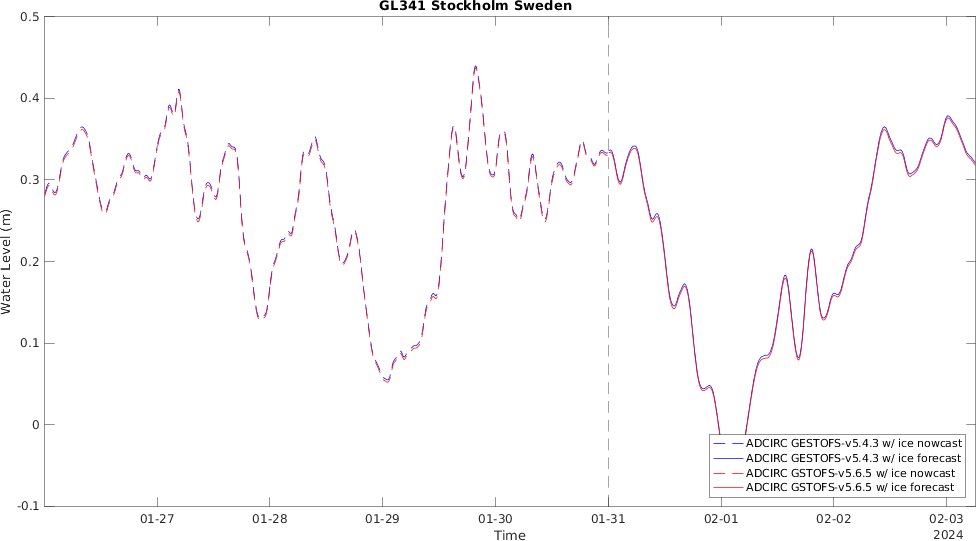 GL341 Stockholm Sweden
0.5
0.4
0.3
0.2
0.1
0
-0.1
Water Level (m)
01-27
01-28
01-29
01-30
01-31
02-01
02-02
02-03
2024
Time
ADCIRC GESTOFS-v5.4.3 w/ ice nowcast
ADCIRC GESTOFS-v5.4.3 w/ ice forecast
ADCIRC GSTOFS-v5.6.5 w/ ice nowcast
ADCIRC GSTOFS-v5.6.5 w/ ice forecast